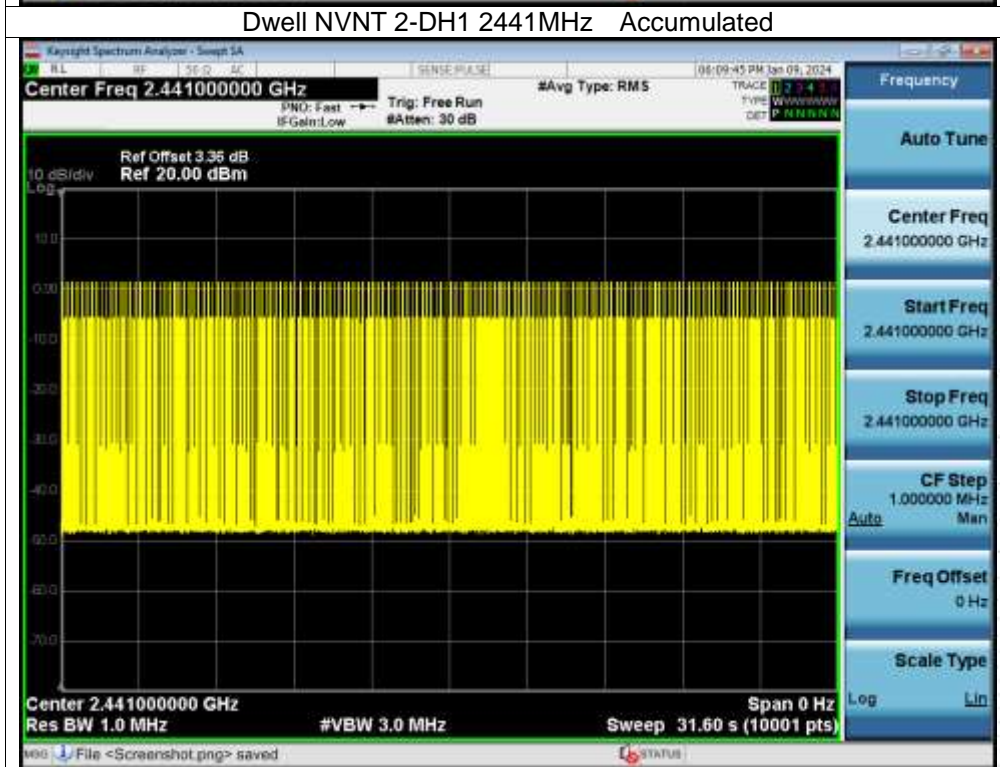 Dwell NVNT 2-DH1 2441MHz Accumulated
Keysight Spectrum Analyzer - Swept SA
RL RF 50 Ω AC SENSE:PULSE 06:09:45 PM Jan 09, 2024
Center Freq 2.441000000 GHz
#Avg Type: RMS
TRACE 1 2 3 4 5 6
PNO: Fast
Trig: Free Run
TYPE
IFGain:Low
#Atten: 30 dB
DET P N N N N N
Ref Offset 3.36 dB
10 dB/div Ref 20.00 dBm
Log
10.0
0.00
-10.0
-20.0
-30.0
-40.0
-50.0
-60.0
-70.0
Center 2.441000000 GHz
Span 0 Hz
Res BW 1.0 MHz
#VBW 3.0 MHz
Sweep 31.60 s (10001 pts)
MSG File <Screenshot.png> saved
STATUS
Frequency
Auto Tune
Center Freq
2.441000000 GHz
Start Freq
2.441000000 GHz
Stop Freq
2.441000000 GHz
CF Step
1.000000 MHz
Auto Man
Freq Offset
0 Hz
Scale Type
Log Lin